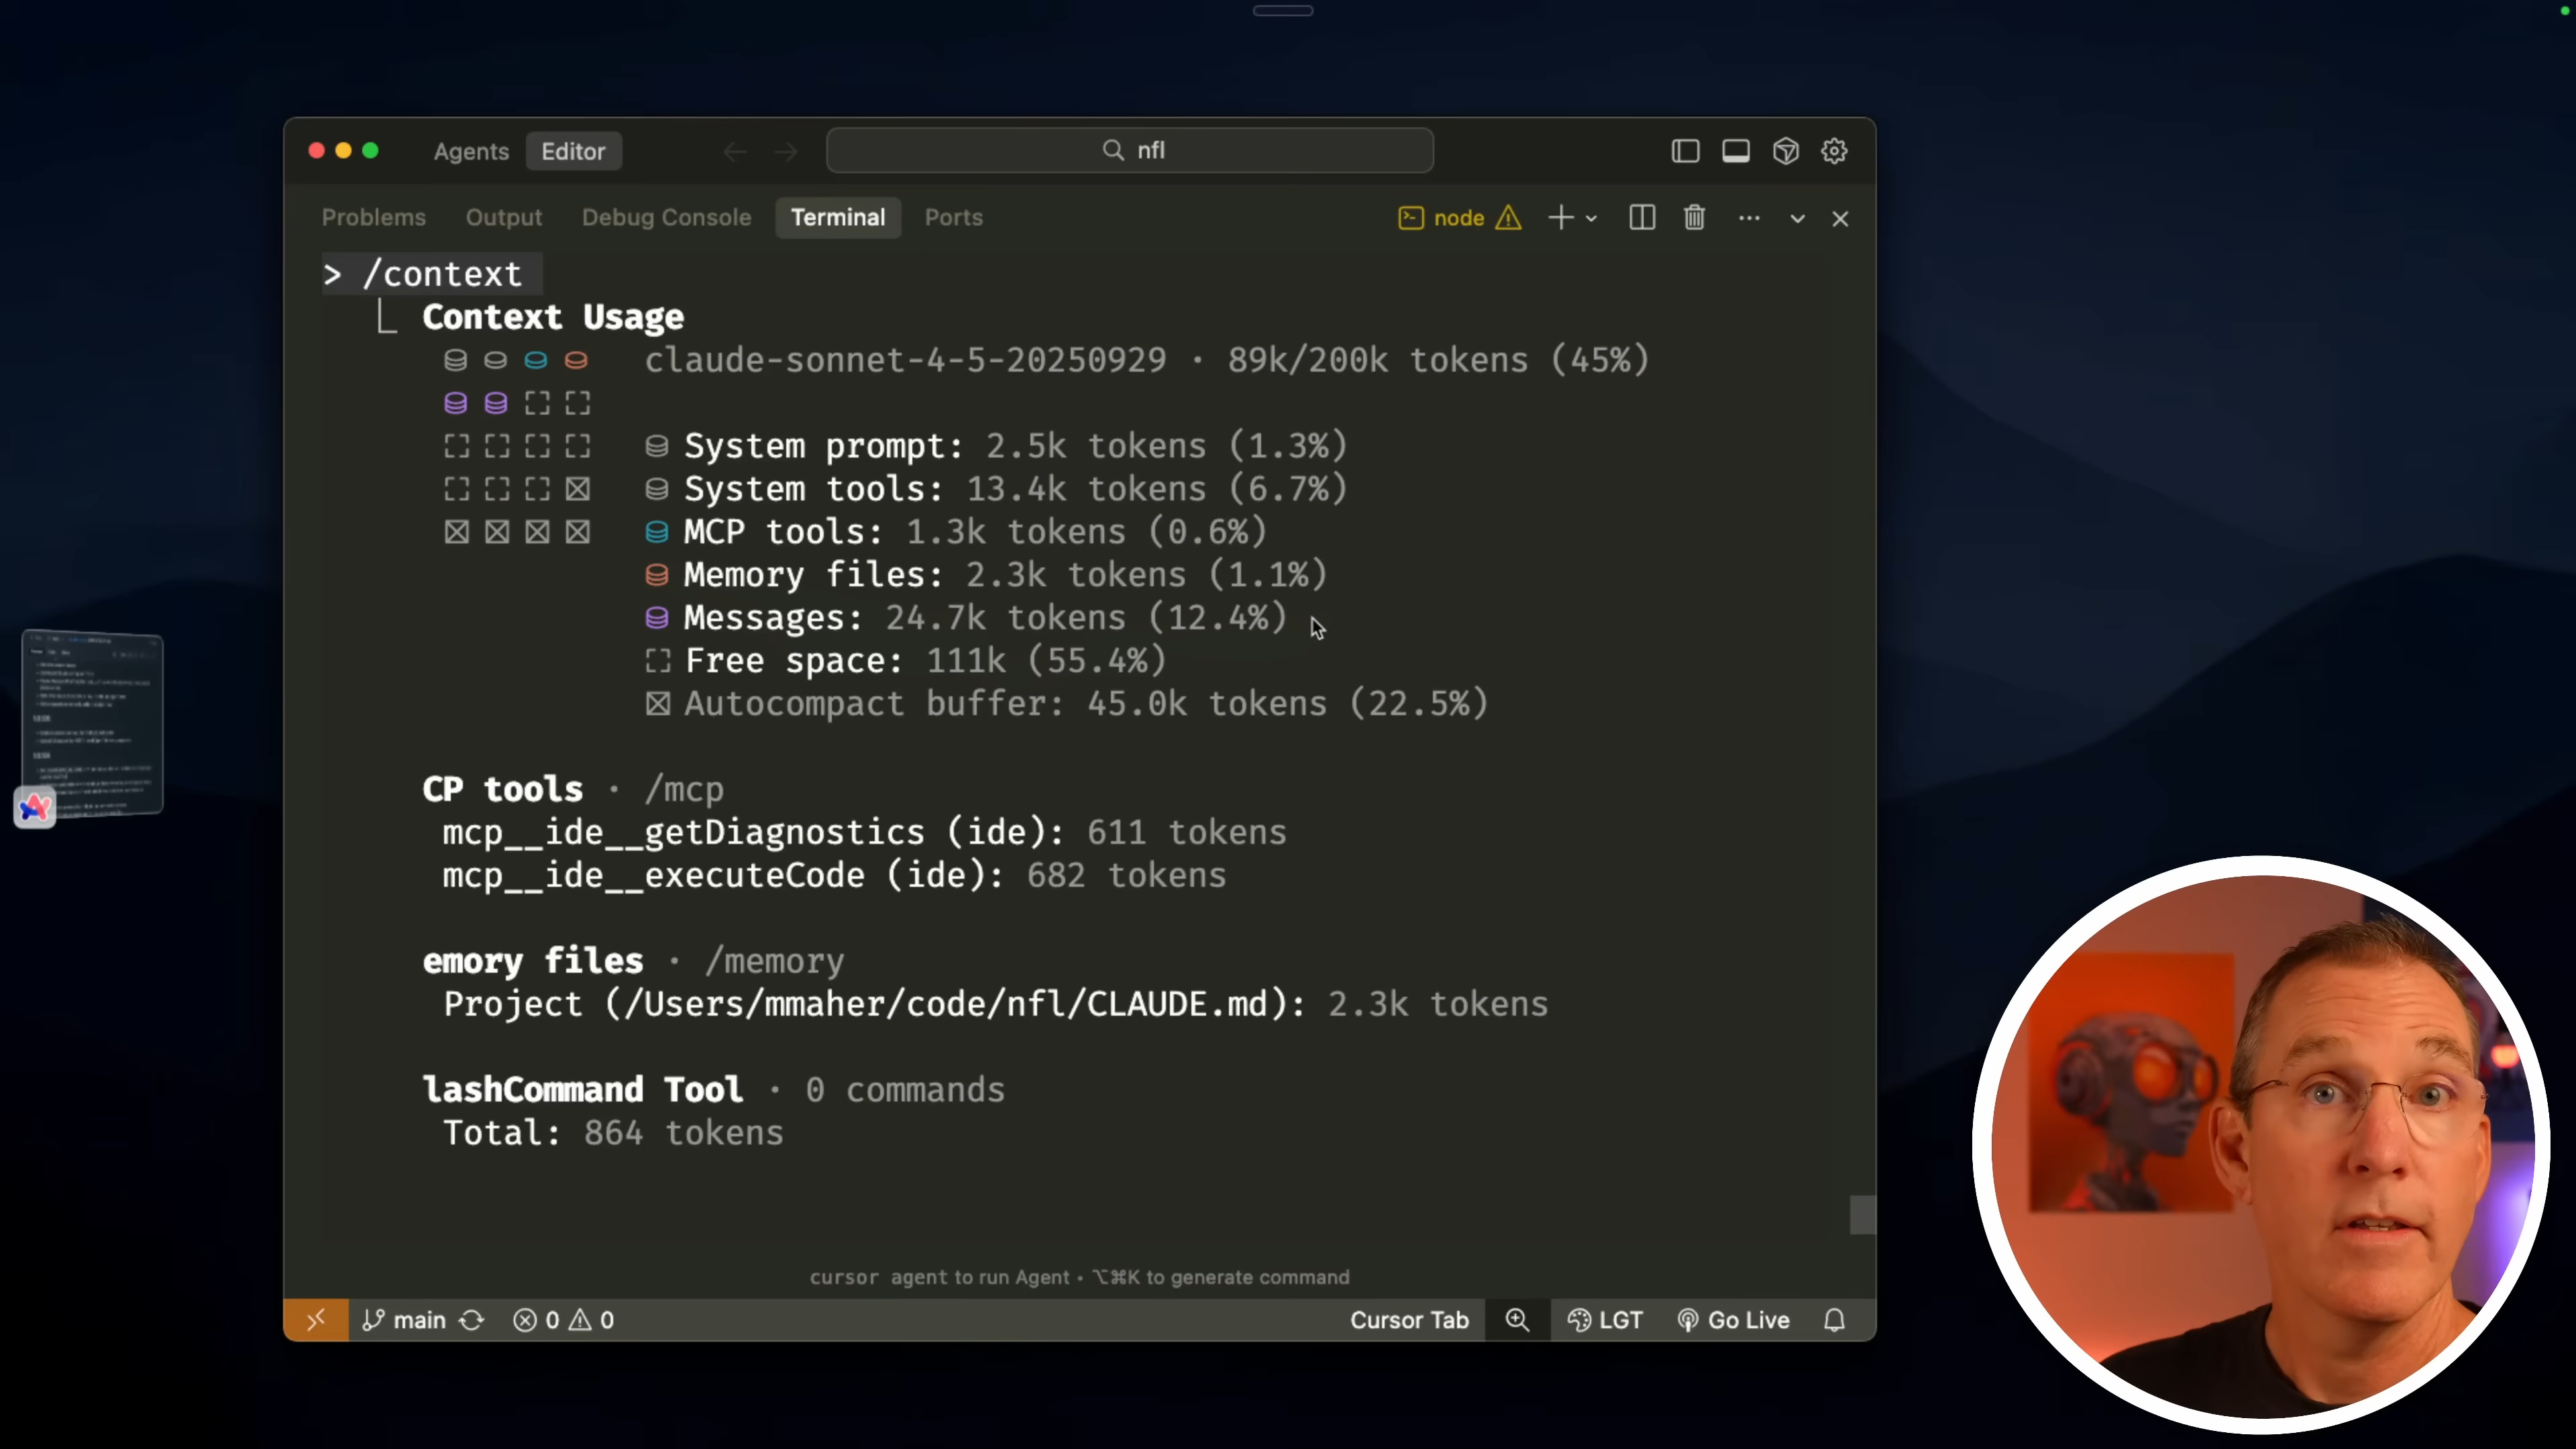 Agents Editor nfl
Problems Output Debug Console Terminal Ports node
> /context
Context Usage
claude-sonnet-4-5-20250929 · 89k/200k tokens (45%)
System prompt: 2.5k tokens (1.3%)
System tools: 13.4k tokens (6.7%)
MCP tools: 1.3k tokens (0.6%)
Memory files: 2.3k tokens (1.1%)
Messages: 24.7k tokens (12.4%)
Free space: 111k (55.4%)
Autocompact buffer: 45.0k tokens (22.5%)
CP tools · /mcp
mcp__ide__getDiagnostics (ide): 611 tokens
mcp__ide__executeCode (ide): 682 tokens
emory files · /memory
Project (/Users/mmaher/code/nfl/CLAUDE.md): 2.3k tokens
lashCommand Tool · 0 commands
Total: 864 tokens
cursor agent to run Agent • ⌥⌘K to generate command
main 0 0 Cursor Tab LGT Go Live